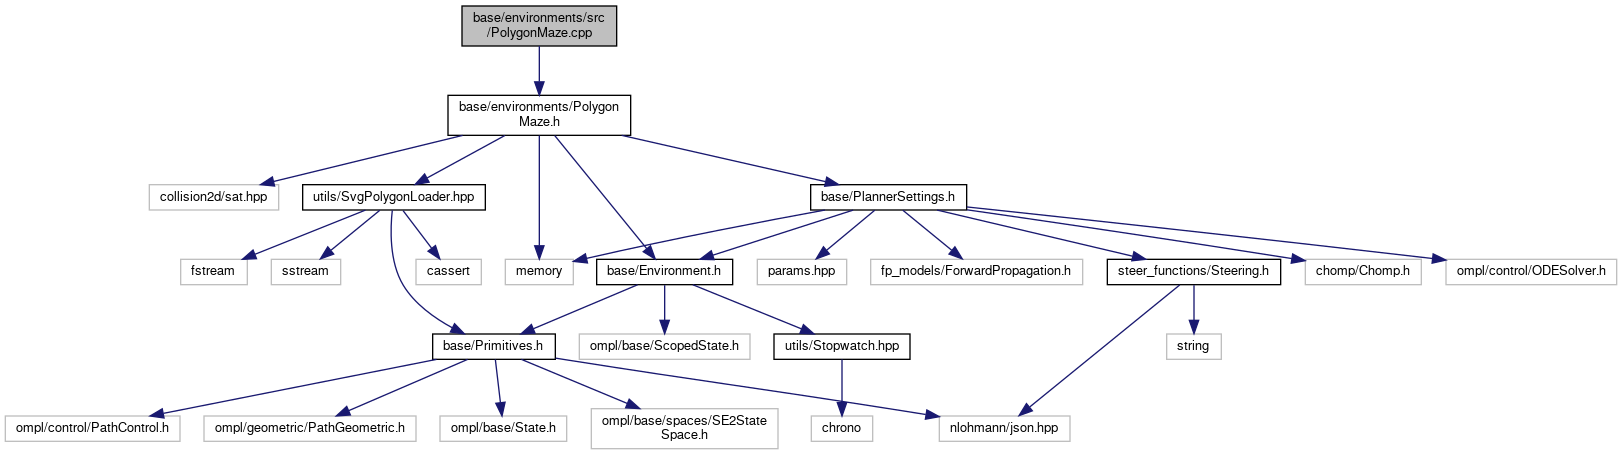 base/environments/src
/PolygonMaze.cpp
base/environments/Polygon
Maze.h
collision2d/sat.hpp
utils/SvgPolygonLoader.hpp
base/PlannerSettings.h
fstream
sstream
cassert
memory
base/Environment.h
params.hpp
fp_models/ForwardPropagation.h
steer_functions/Steering.h
chomp/Chomp.h
ompl/control/ODESolver.h
base/Primitives.h
ompl/base/ScopedState.h
utils/Stopwatch.hpp
string
ompl/control/PathControl.h
ompl/geometric/PathGeometric.h
ompl/base/State.h
ompl/base/spaces/SE2State
Space.h
chrono
nlohmann/json.hpp